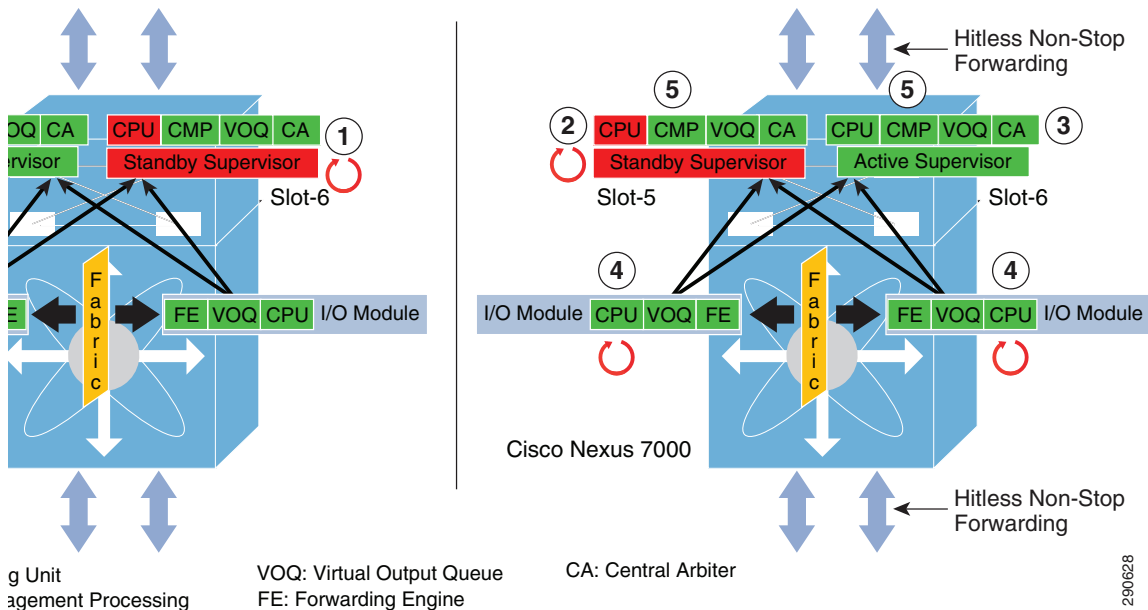 Hitless Non-Stop
Forwarding
5
5
OQ CA
CPU CMP VOQ CA
1
2
CPU CMP VOQ CA
CPU CMP VOQ CA
3
ervisor
Standby Supervisor
Standby Supervisor
Active Supervisor
Slot-6
Slot-5
Slot-6
4
4
E
Fabric
FE VOQ CPU I/O Module
I/O Module CPU VOQ FE
Fabric
FE VOQ CPU I/O Module
Cisco Nexus 7000
Hitless Non-Stop
Forwarding
g Unit
VOQ: Virtual Output Queue
CA: Central Arbiter
agement Processing
FE: Forwarding Engine
290628